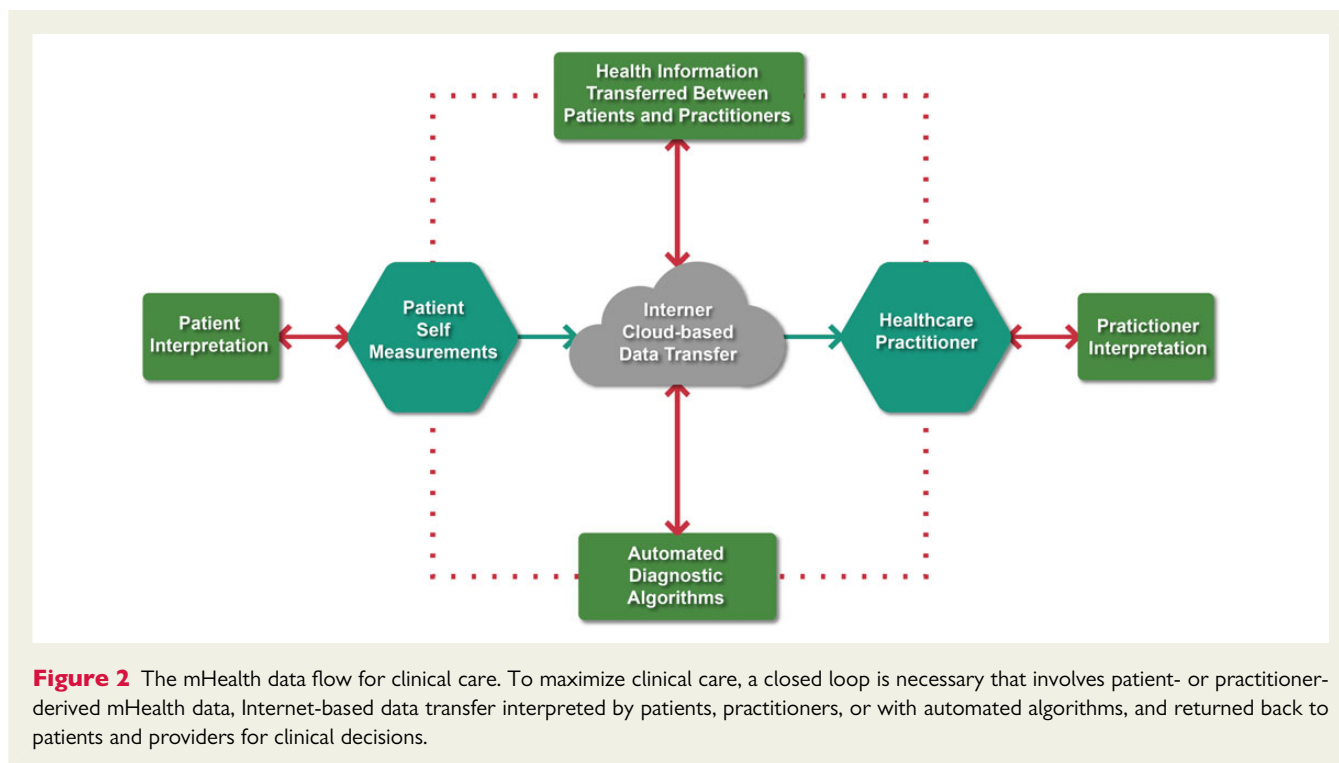 Health Information
Transferred Between
Patients and Practitioners
Patient
Interpretation
Patient
Self
Measurements
Interner
Cloud-based
Data Transfer
Healthcare
Practitioner
Pratictioner
Interpretation
Automated
Diagnostic
Algorithms
Figure 2 The mHealth data flow for clinical care. To maximize clinical care, a closed loop is necessary that involves patient- or practitioner-
derived mHealth data, Internet-based data transfer interpreted by patients, practitioners, or with automated algorithms, and returned back to
patients and providers for clinical decisions.